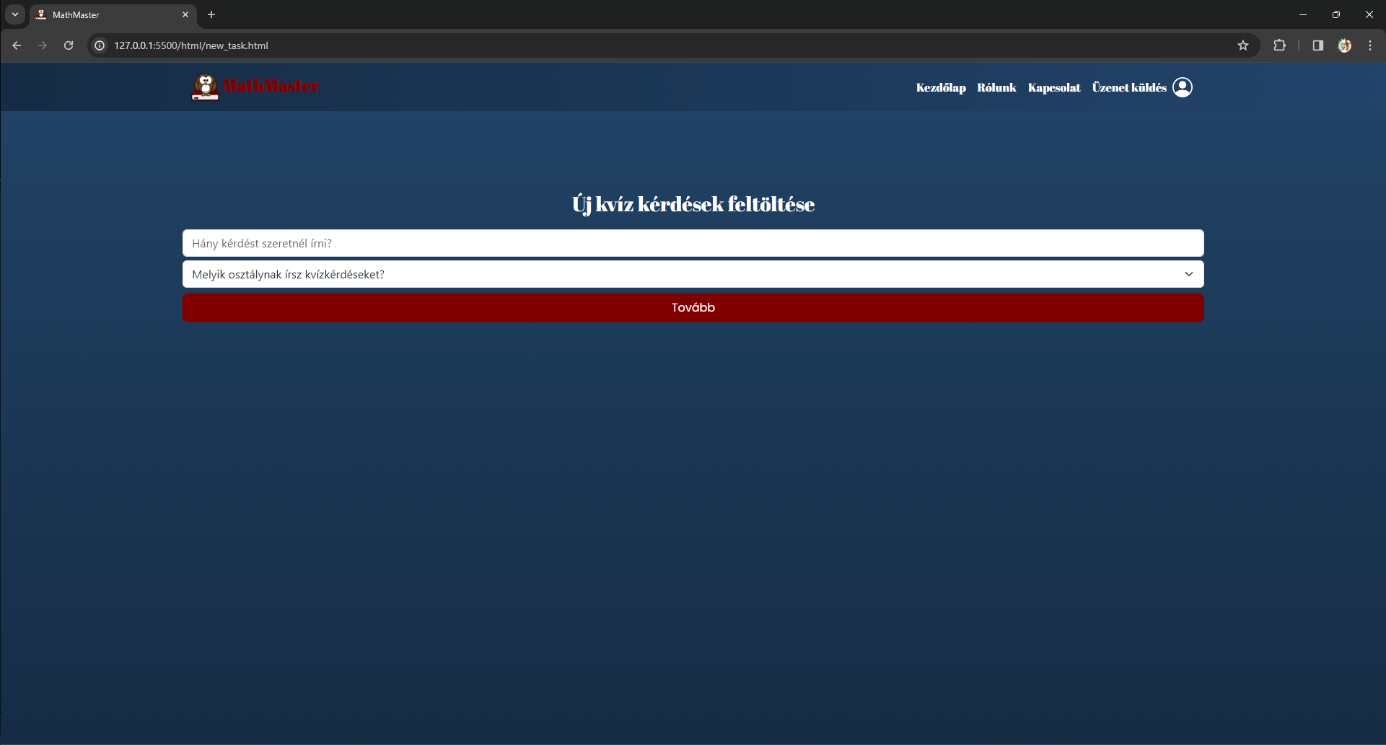 MathMaster
127.0.0.1:5500/html/new_task.html
MathMaster
Kezdőlap Rólunk Kapcsolat Üzenet küldés
Új kvíz kérdések feltöltése
Hány kérdést szeretnél írni?
Melyik osztálynak írsz kvízkérdéseket?
Tovább